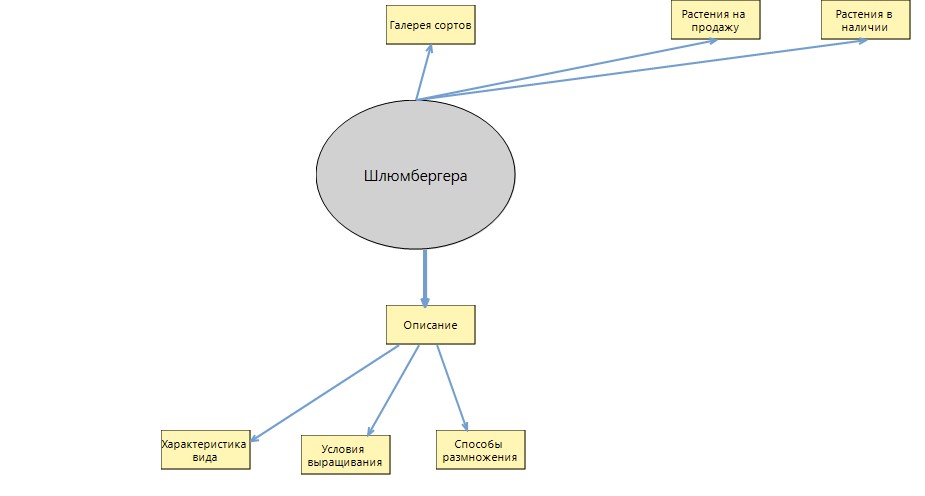 Галерея сортов
Растения на
продажу
Растения в
наличии
Шлюмбергера
Описание
Характеристика
вида
Условия
выращивания
Способы
размножения